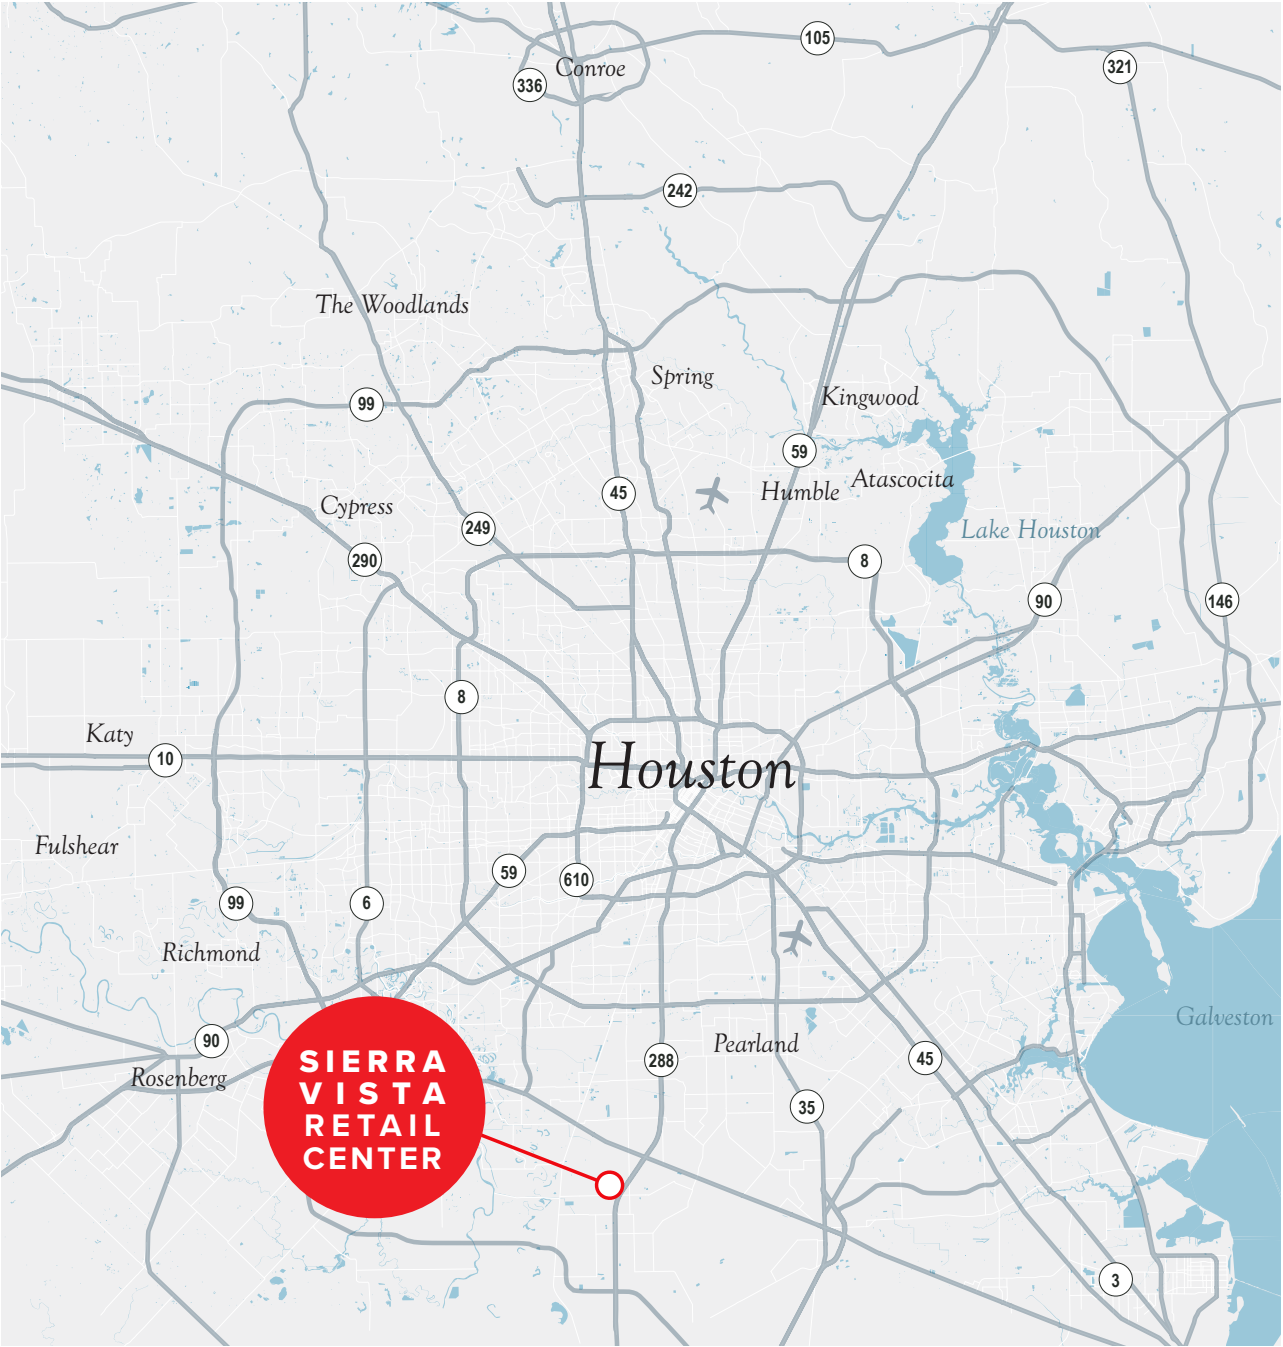 105
321
Conroe
336
242
The Woodlands
Spring
Kingwood
99
59
Atascocita
Humble
45
Cypress
249
Lake Houston
290
8
90
146
8
Katy
10
Houston
Fulshear
59
610
99
6
Richmond
Galveston
90
Pearland
288
45
Rosenberg
35
SIERRA
VISTA
RETAIL
CENTER
3